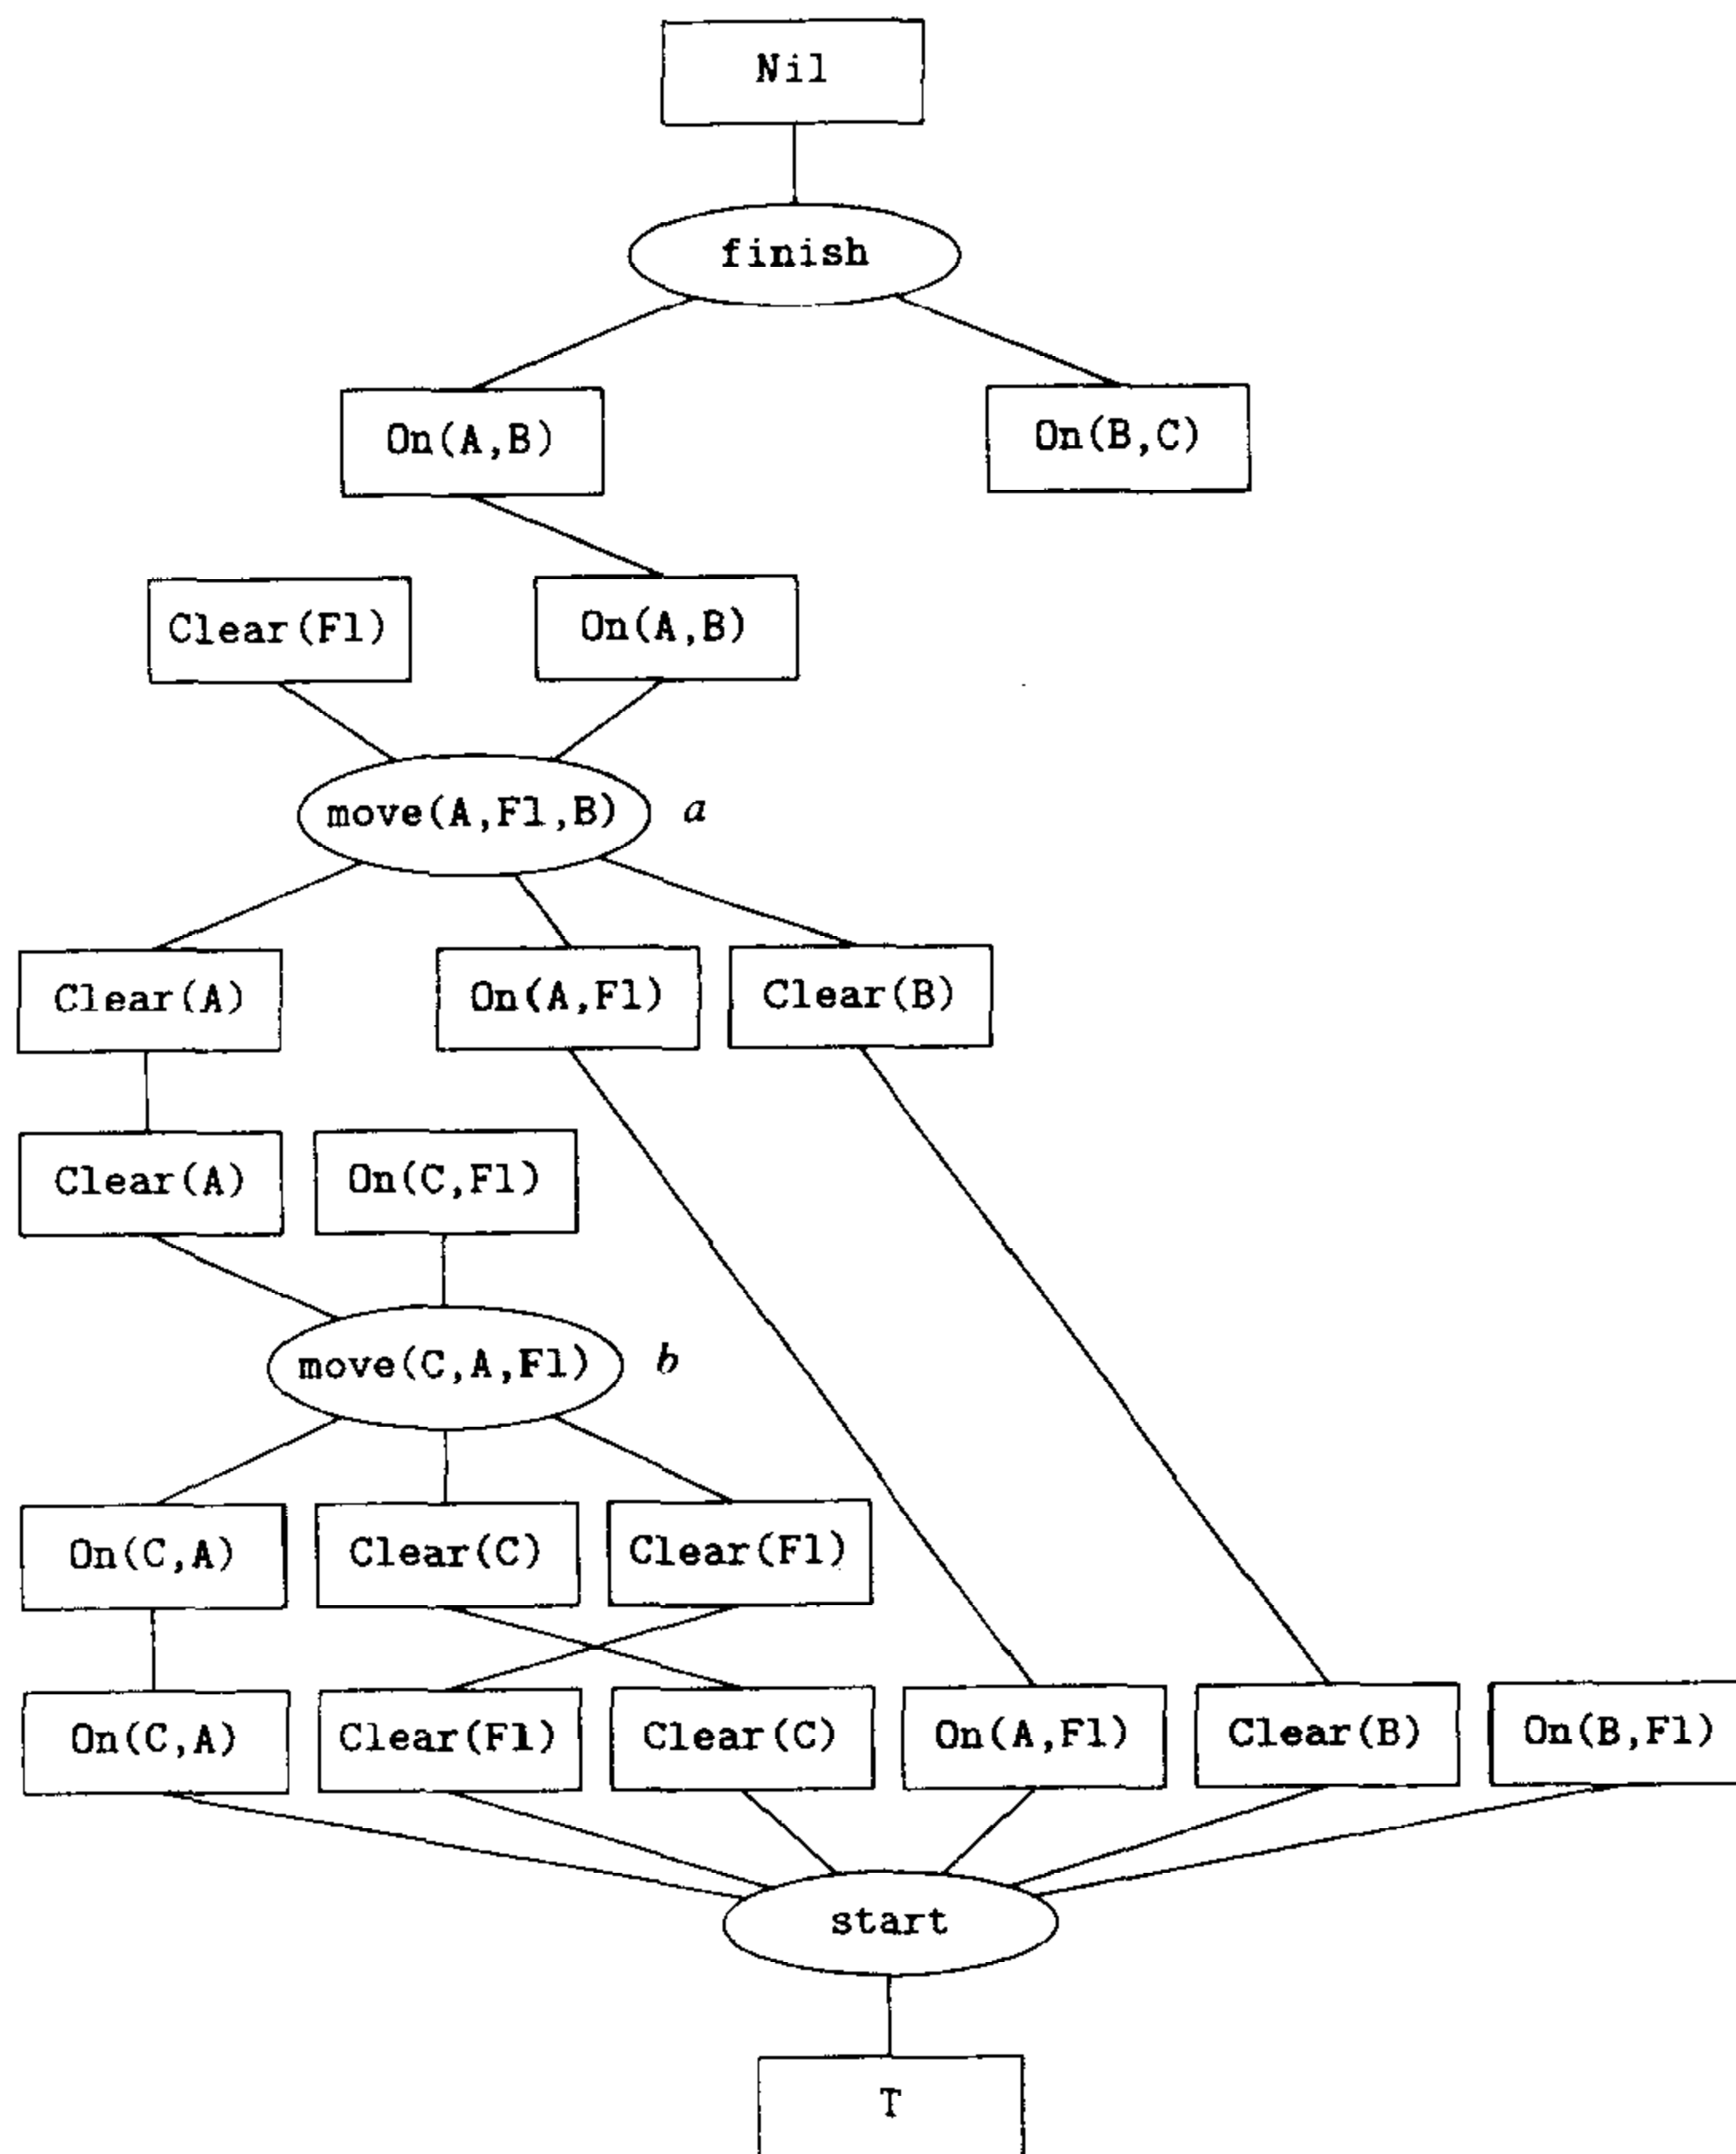 Nil
finish
On(A,B)
On(B,C)
Clear(Fl)
On(A,B)
move(A,Fl,B) a
Clear(A)
On(A,Fl)
Clear(B)
Clear(A)
On(C,Fl)
move(C,A,Fl) b
On(C,A)
Clear(C)
Clear(Fl)
On(C,A)
Clear(Fl)
Clear(C)
On(A,Fl)
Clear(B)
On(B,Fl)
start
T